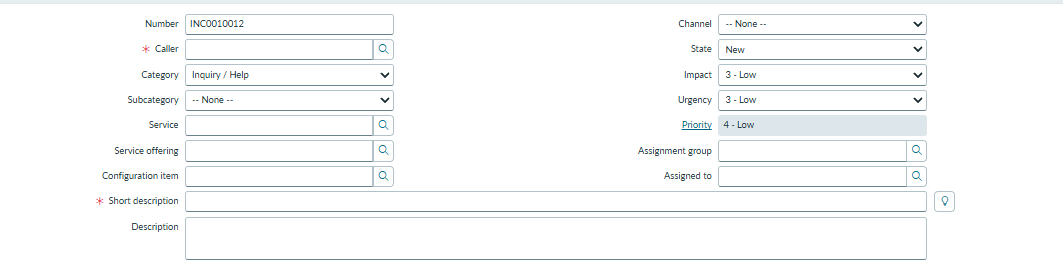 Number INC0010012 Channel -- None --
* Caller State New
Category Inquiry / Help Impact 3 - Low
Subcategory -- None -- Urgency 3 - Low
Service Priority 4 - Low
Service offering Assignment group
Configuration item Assigned to
* Short description
Description